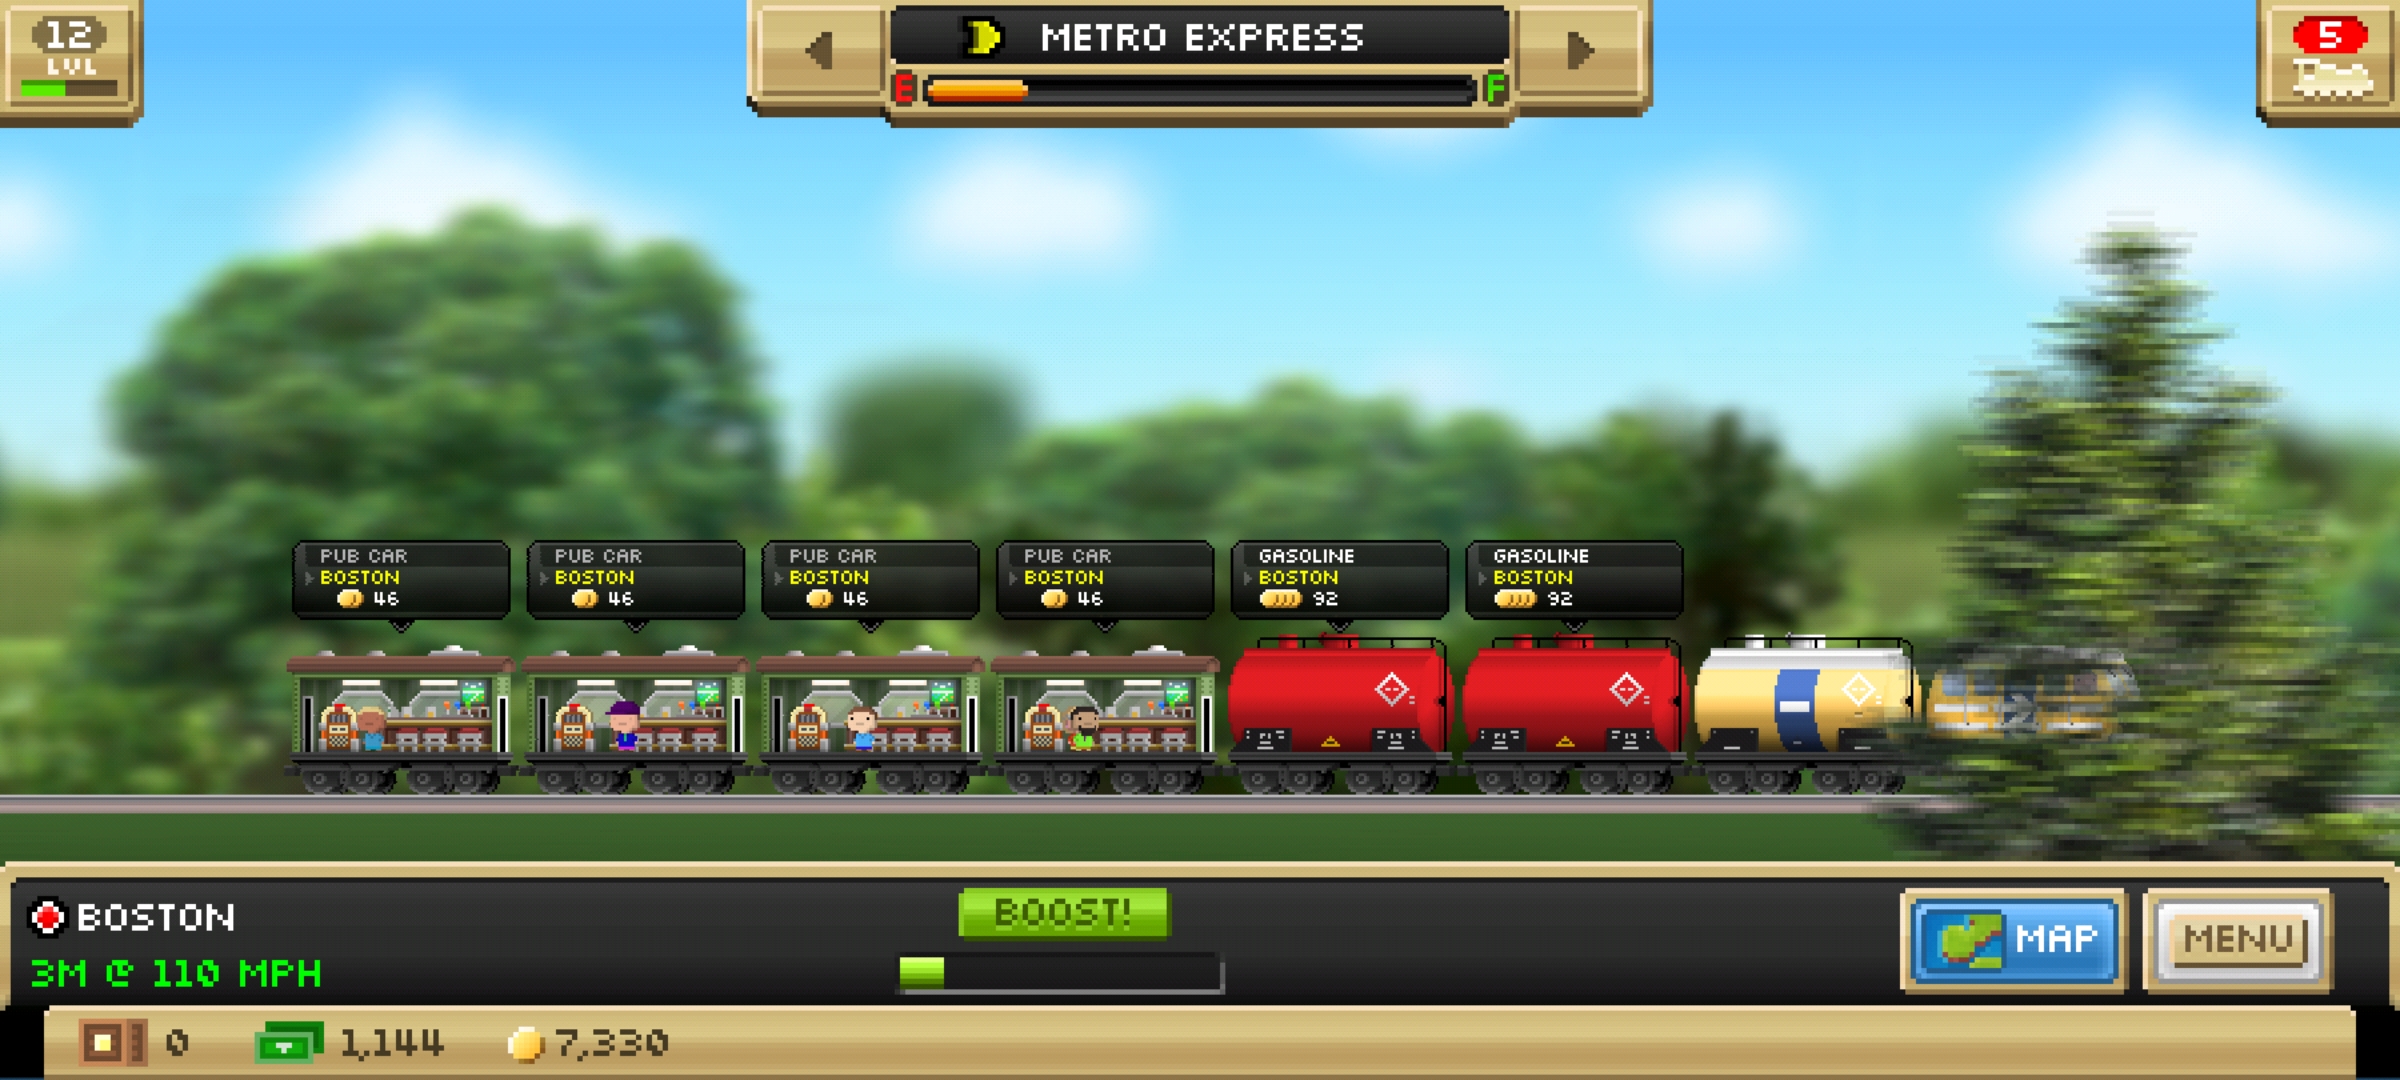 12
LVL
METRO EXPRESS
E F
5
PUB CAR
BOSTON
46
PUB CAR
BOSTON
46
PUB CAR
BOSTON
46
PUB CAR
BOSTON
46
GASOLINE
BOSTON
92
GASOLINE
BOSTON
92
BOSTON
3M @ 110 MPH
BOOST!
MAP
MENU
0
1,144
7,330